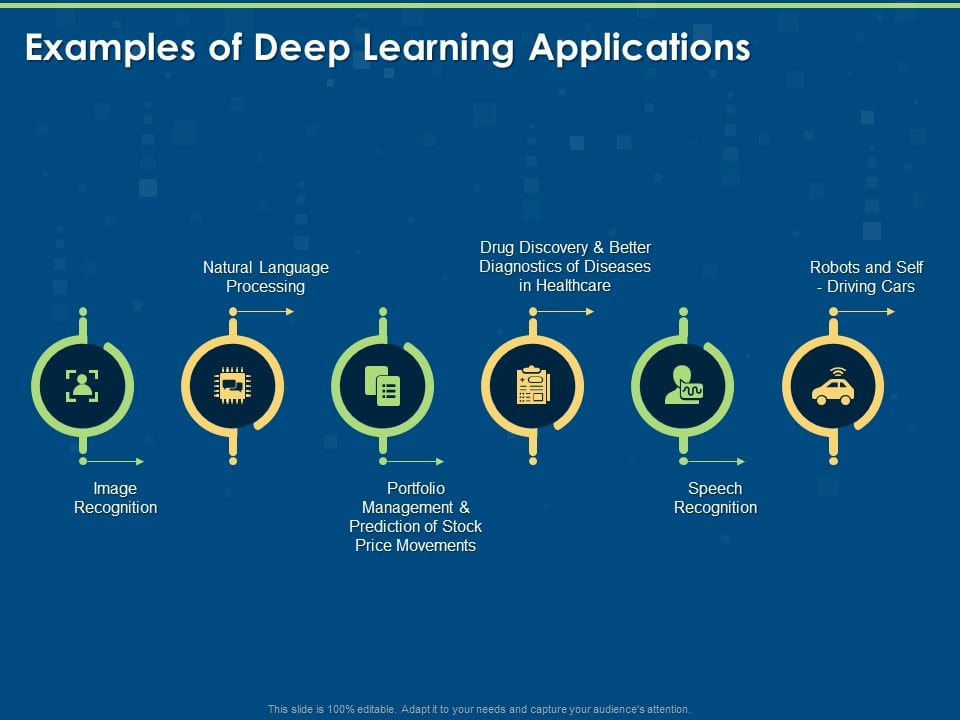 Examples of Deep Learning Applications
Natural Language
Processing
Drug Discovery & Better
Diagnostics of Diseases
in Healthcare
Robots and Self
- Driving Cars
Image
Recognition
Portfolio
Management &
Prediction of Stock
Price Movements
Speech
Recognition
This slide is 100% editable. Adapt it to your needs and capture your audience's attention.